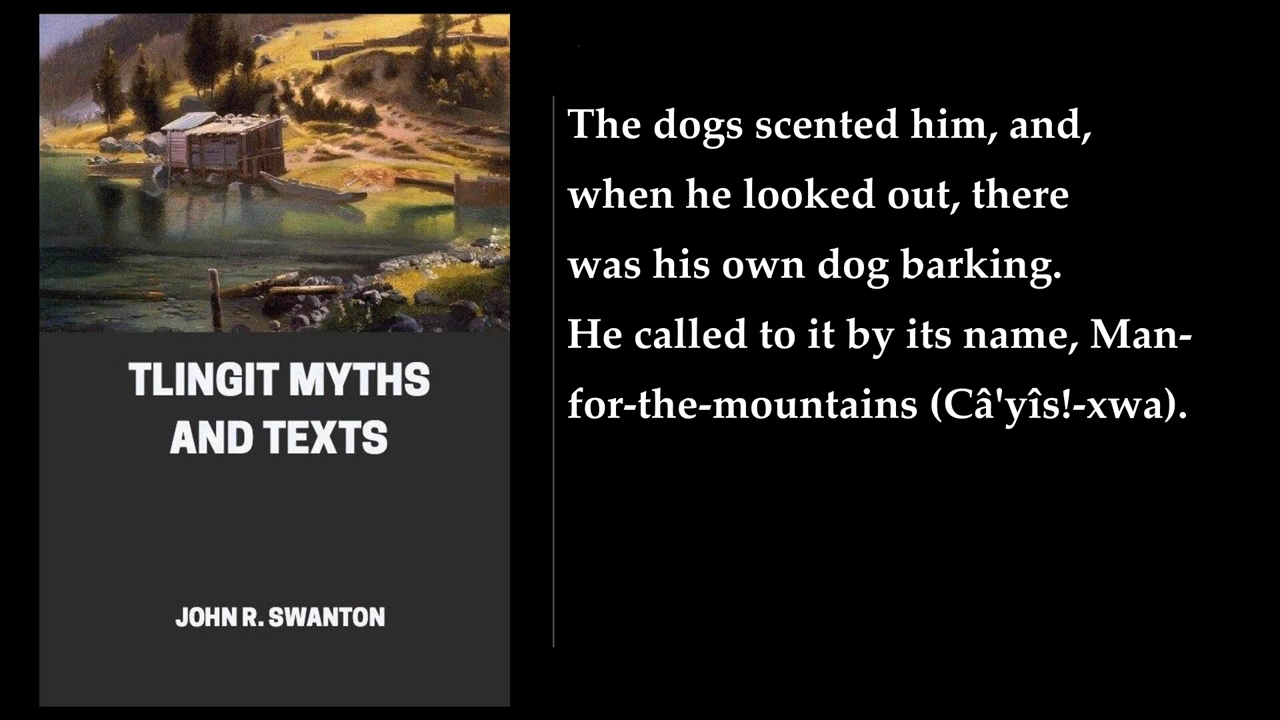 TLINGIT MYTHS
AND TEXTS
JOHN R. SWANTON
The dogs scented him, and,
when he looked out, there
was his own dog barking.
He called to it by its name, Man-
for-the-mountains (Câ'yîs!-xwa).